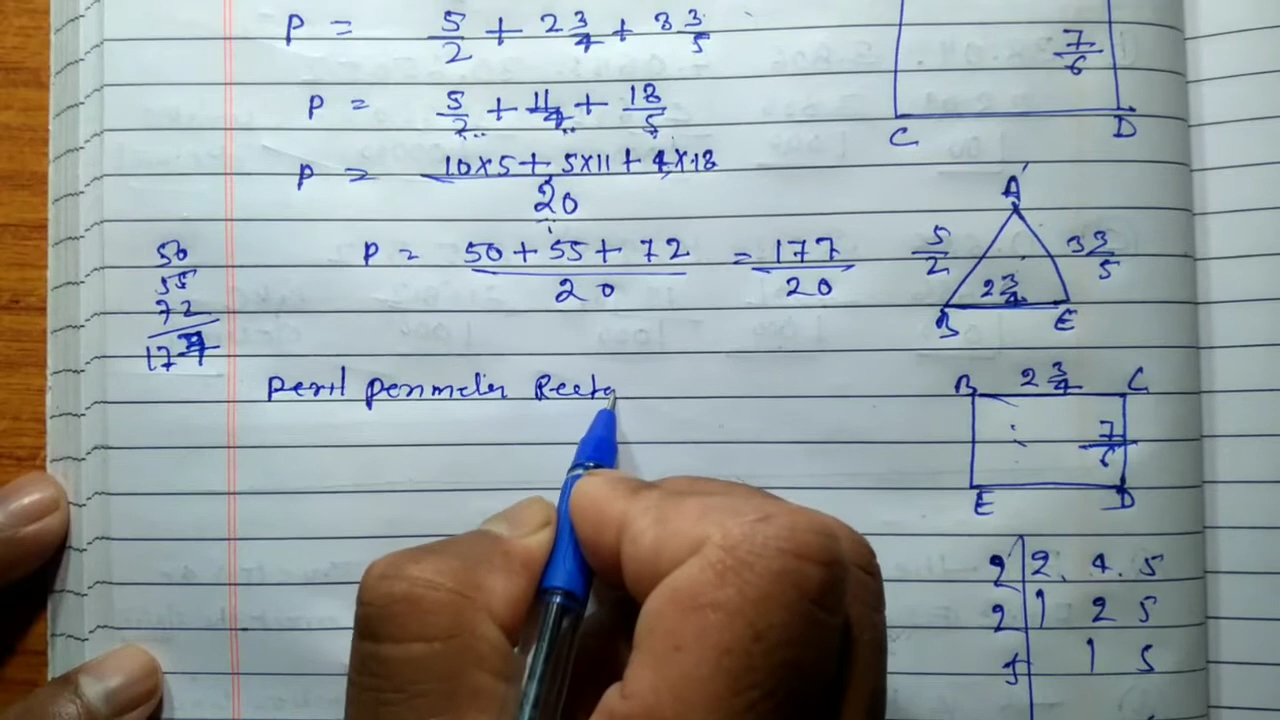 P = 5/2 + 2 3/4 + 3 3/5
P = 5/2 + 11/4 + 18/5
P = 10×5 + 5×11 + 4×18 / 20
P = 50 + 55 + 72 / 20 = 177 / 20
50
55
72
177
perimeter Recta
7/6
C D
A
5/2 3 3/5
2 3/4
B E
B 2 3/4 C
7/6
E D
2 | 2. 4. 5
2 | 1 2 5
5 | 1 5